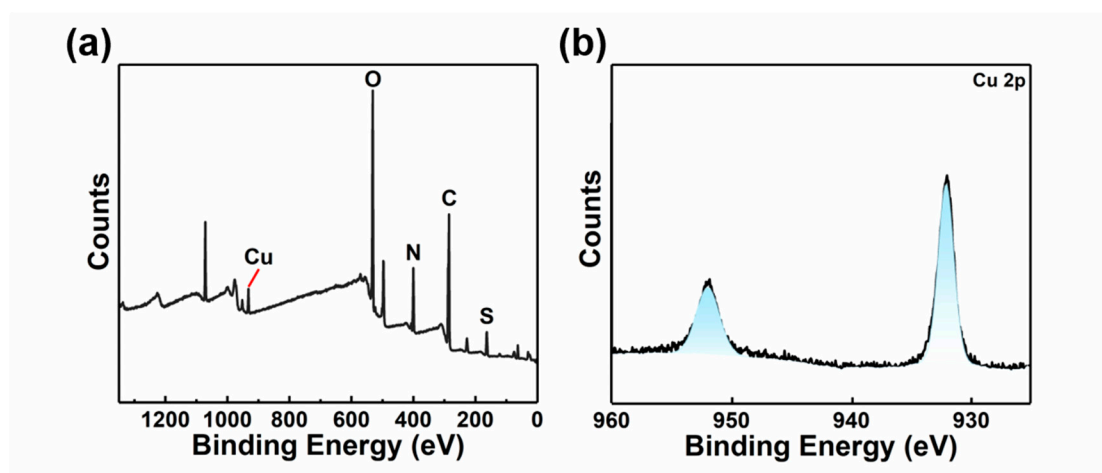 (a)
O
C
N
Cu
S
Counts
1200 1000 800 600 400 200 0
Binding Energy (eV)
(b)
Cu 2p
Counts
960 950 940 930
Binding Energy (eV)